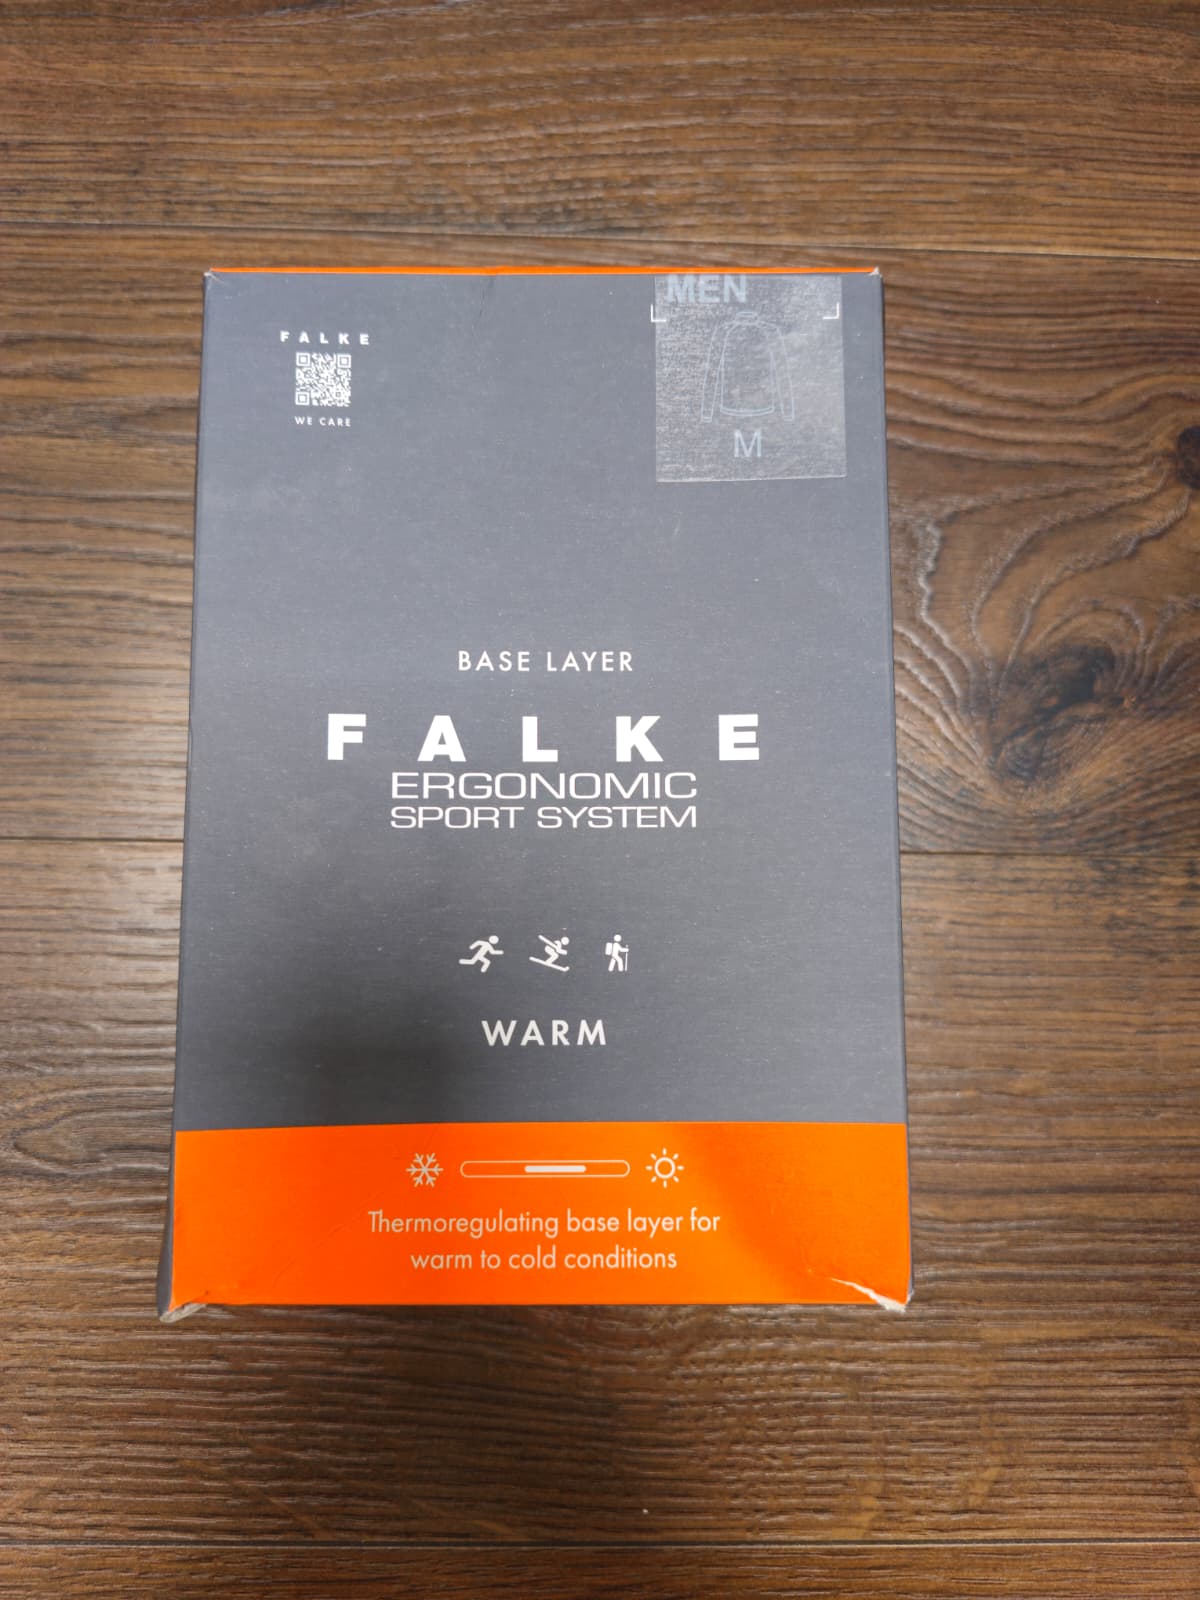 MEN
FALKE
WE CARE
M
BASE LAYER
FALKE
ERGONOMIC
SPORT SYSTEM
WARM
Thermoregulating base layer for
warm to cold conditions